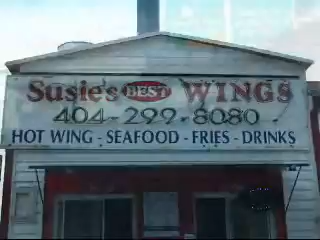 Susie's BEST WINGS
404-299-8080
HOT WING - SEAFOOD - FRIES - DRINKS